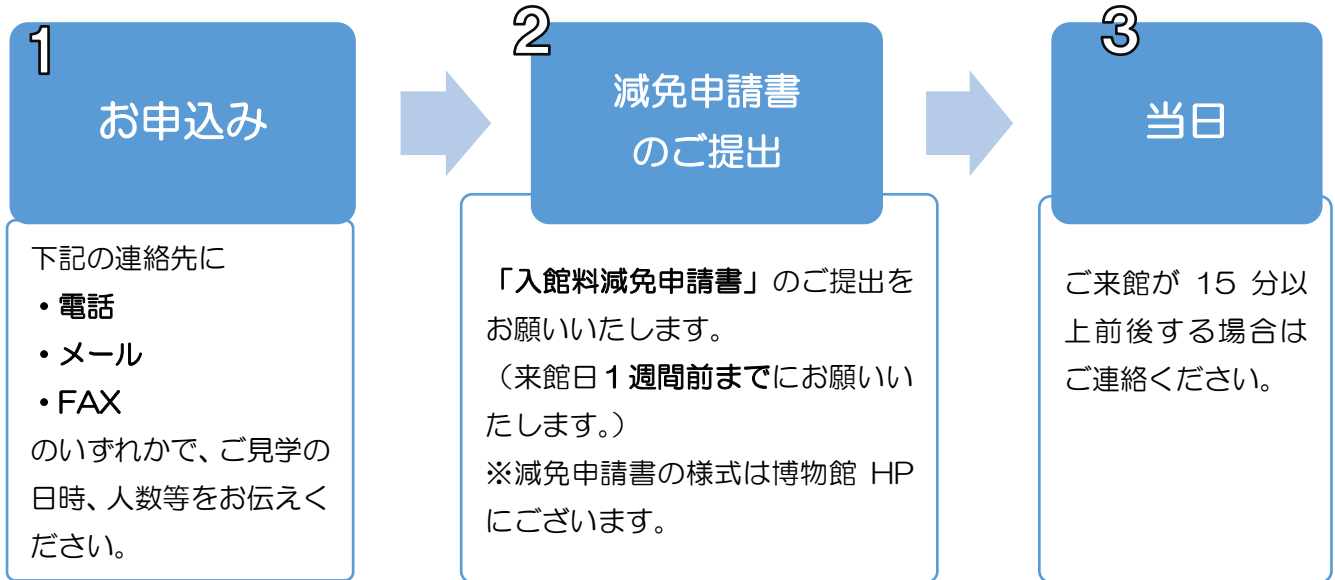 1
お申込み
下記の連絡先に
・電話
・メール
・FAX
のいずれかで、ご見学の
日時、人数等をお伝えく
ださい。
2
減免申請書
のご提出
「入館料減免申請書」のご提出を
お願いいたします。
(来館日1週間前までにお願いい
たします。)
※減免申請書の様式は博物館 HP
にございます。
3
当日
ご来館が 15 分以
上前後する場合は
ご連絡ください。